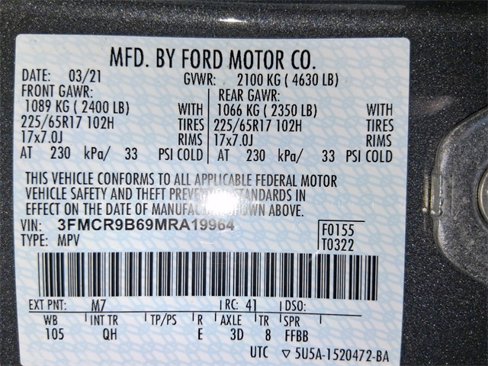 MFD. BY FORD MOTOR CO.
DATE: 03/21 GVWR: 2100 KG ( 4630 LB)
FRONT GAWR: REAR GAWR:
1089 KG ( 2400 LB) WITH 1066 KG ( 2350 LB) WITH
225/65R17 102H TIRES 225/65R17 102H TIRES
17x7.0J RIMS 17x7.0J RIMS
AT 230 kPa/ 33 PSI COLD AT 230 kPa/ 33 PSI COLD
THIS VEHICLE CONFORMS TO ALL APPLICABLE FEDERAL MOTOR
VEHICLE SAFETY AND THEFT PREVENTION STANDARDS IN
EFFECT ON THE DATE OF MANUFACTURE SHOWN ABOVE.
VIN: 3FMCR9B69MRA19964 F0155
TYPE: MPV T0322
EXT PNT: M7 RC: 41 DSO:
WB INT TR TP/PS R AXLE TR SPR
105 QH E 3D 8 FFBB
UTC 5U5A-1520472-BA